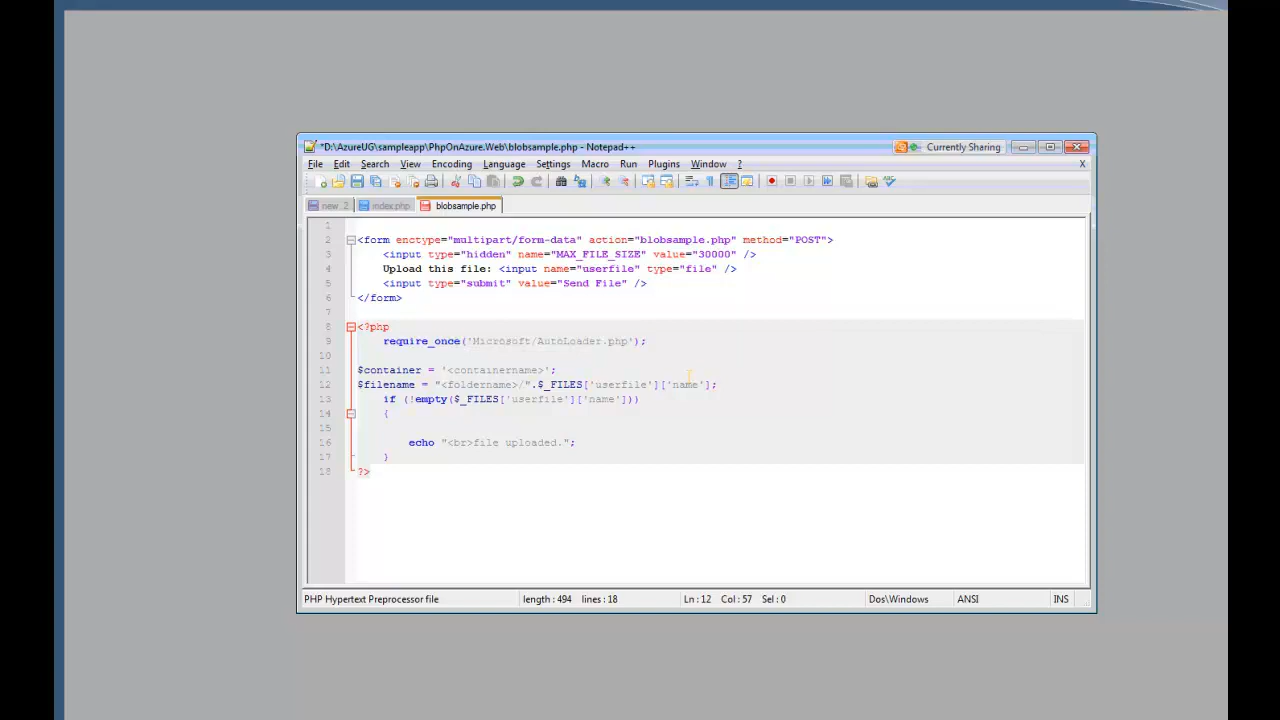 *D:\AzureUG\sampleapp\PhpOnAzure.Web\blobsample.php - Notepad++
Currently Sharing
File Edit Search View Encoding Language Settings Macro Run Plugins Window ? X
new 2 index.php blobsample.php
1
2 <form enctype="multipart/form-data" action="blobsample.php" method="POST">
3 <input type="hidden" name="MAX_FILE_SIZE" value="30000" />
4 Upload this file: <input name="userfile" type="file" />
5 <input type="submit" value="Send File" />
6 </form>
7
8 <?php
9 require_once('Microsoft/AutoLoader.php');
10
11 $container = '<containername>';
12 $filename = "<foldername>/".$_FILES['userfile']['name'];
13 if (!empty($_FILES['userfile']['name']))
14 {
15
16 echo "<br>file uploaded.";
17 }
18 ?>
PHP Hypertext Preprocessor file length : 494 lines : 18 Ln : 12 Col : 57 Sel : 0 Dos\Windows ANSI INS